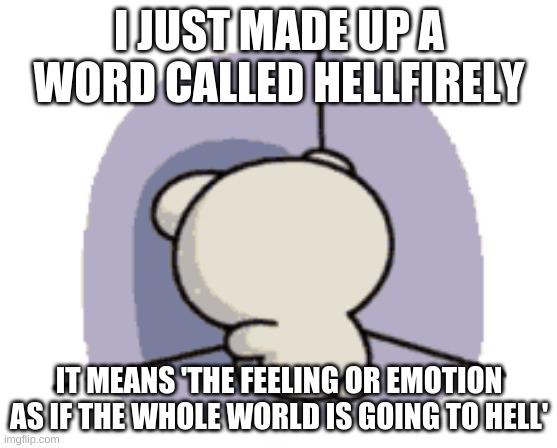 I JUST MADE UP A
WORD CALLED HELLFIRELY
IT MEANS 'THE FEELING OR EMOTION
AS IF THE WHOLE WORLD IS GOING TO HELL'
imgflip.com